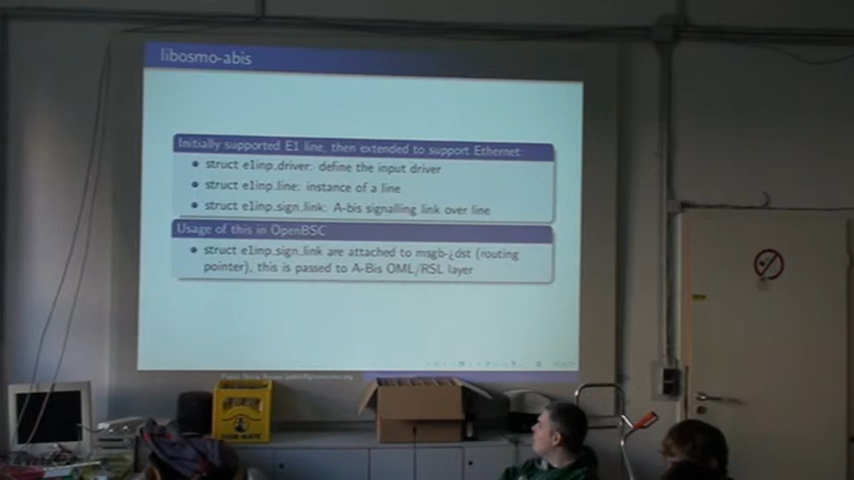 libosmo-abis
Initially supported E1 line, then extended to support Ethernet:
struct e1inp_driver: define the input driver
struct e1inp_line: instance of a line
struct e1inp_sign_link: A-bis signalling link over line
Usage of this in OpenBSC
struct e1inp_sign_link are attached to msgb-¿dst (routing
pointer), this is passed to A-Bis OML/RSL layer